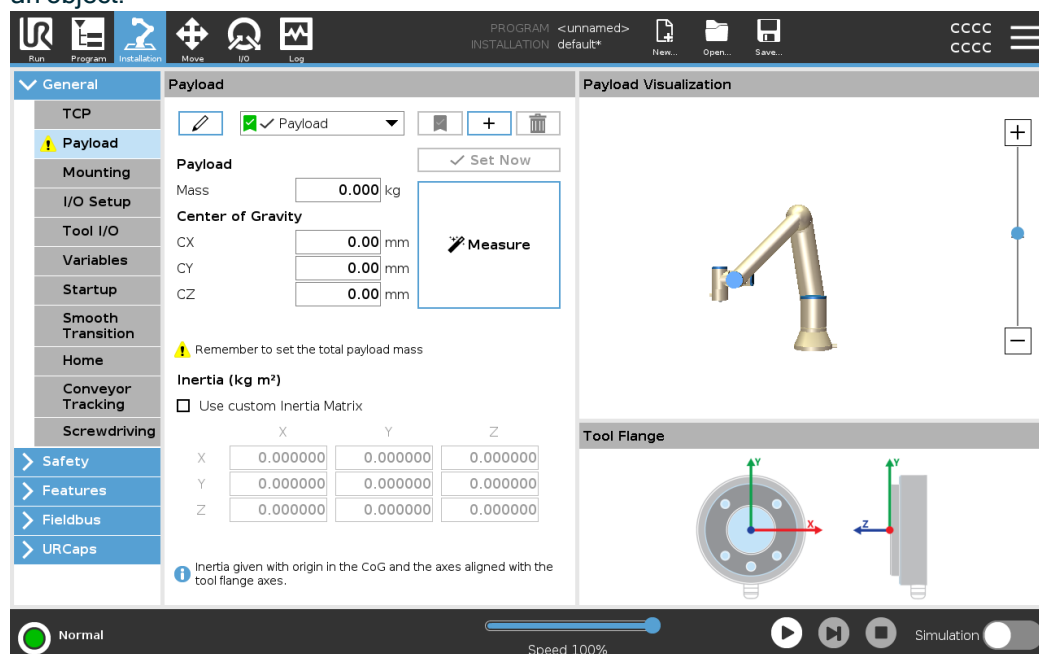 an object.
PROGRAM <unnamed>
INSTALLATION default*
UR
Run
Program
Installation
Move
I/O
Log
New...
Open...
Save...
CCCC
CCCC
General
TCP
Payload
Mounting
I/O Setup
Tool I/O
Variables
Startup
Smooth
Transition
Home
Conveyor
Tracking
Screwdriving
Safety
Features
Fieldbus
URCaps
Payload
Payload
Set Now
Payload
Mass 0.000 kg
Center of Gravity
CX 0.00 mm
CY 0.00 mm
CZ 0.00 mm
Measure
Remember to set the total payload mass
Inertia (kg m²)
Use custom Inertia Matrix
X Y Z
X 0.000000 0.000000 0.000000
Y 0.000000 0.000000 0.000000
Z 0.000000 0.000000 0.000000
Inertia given with origin in the CoG and the axes aligned with the
tool flange axes.
Payload Visualization
Tool Flange
Y
X
Y
Z
Normal
Speed 100%
Simulation